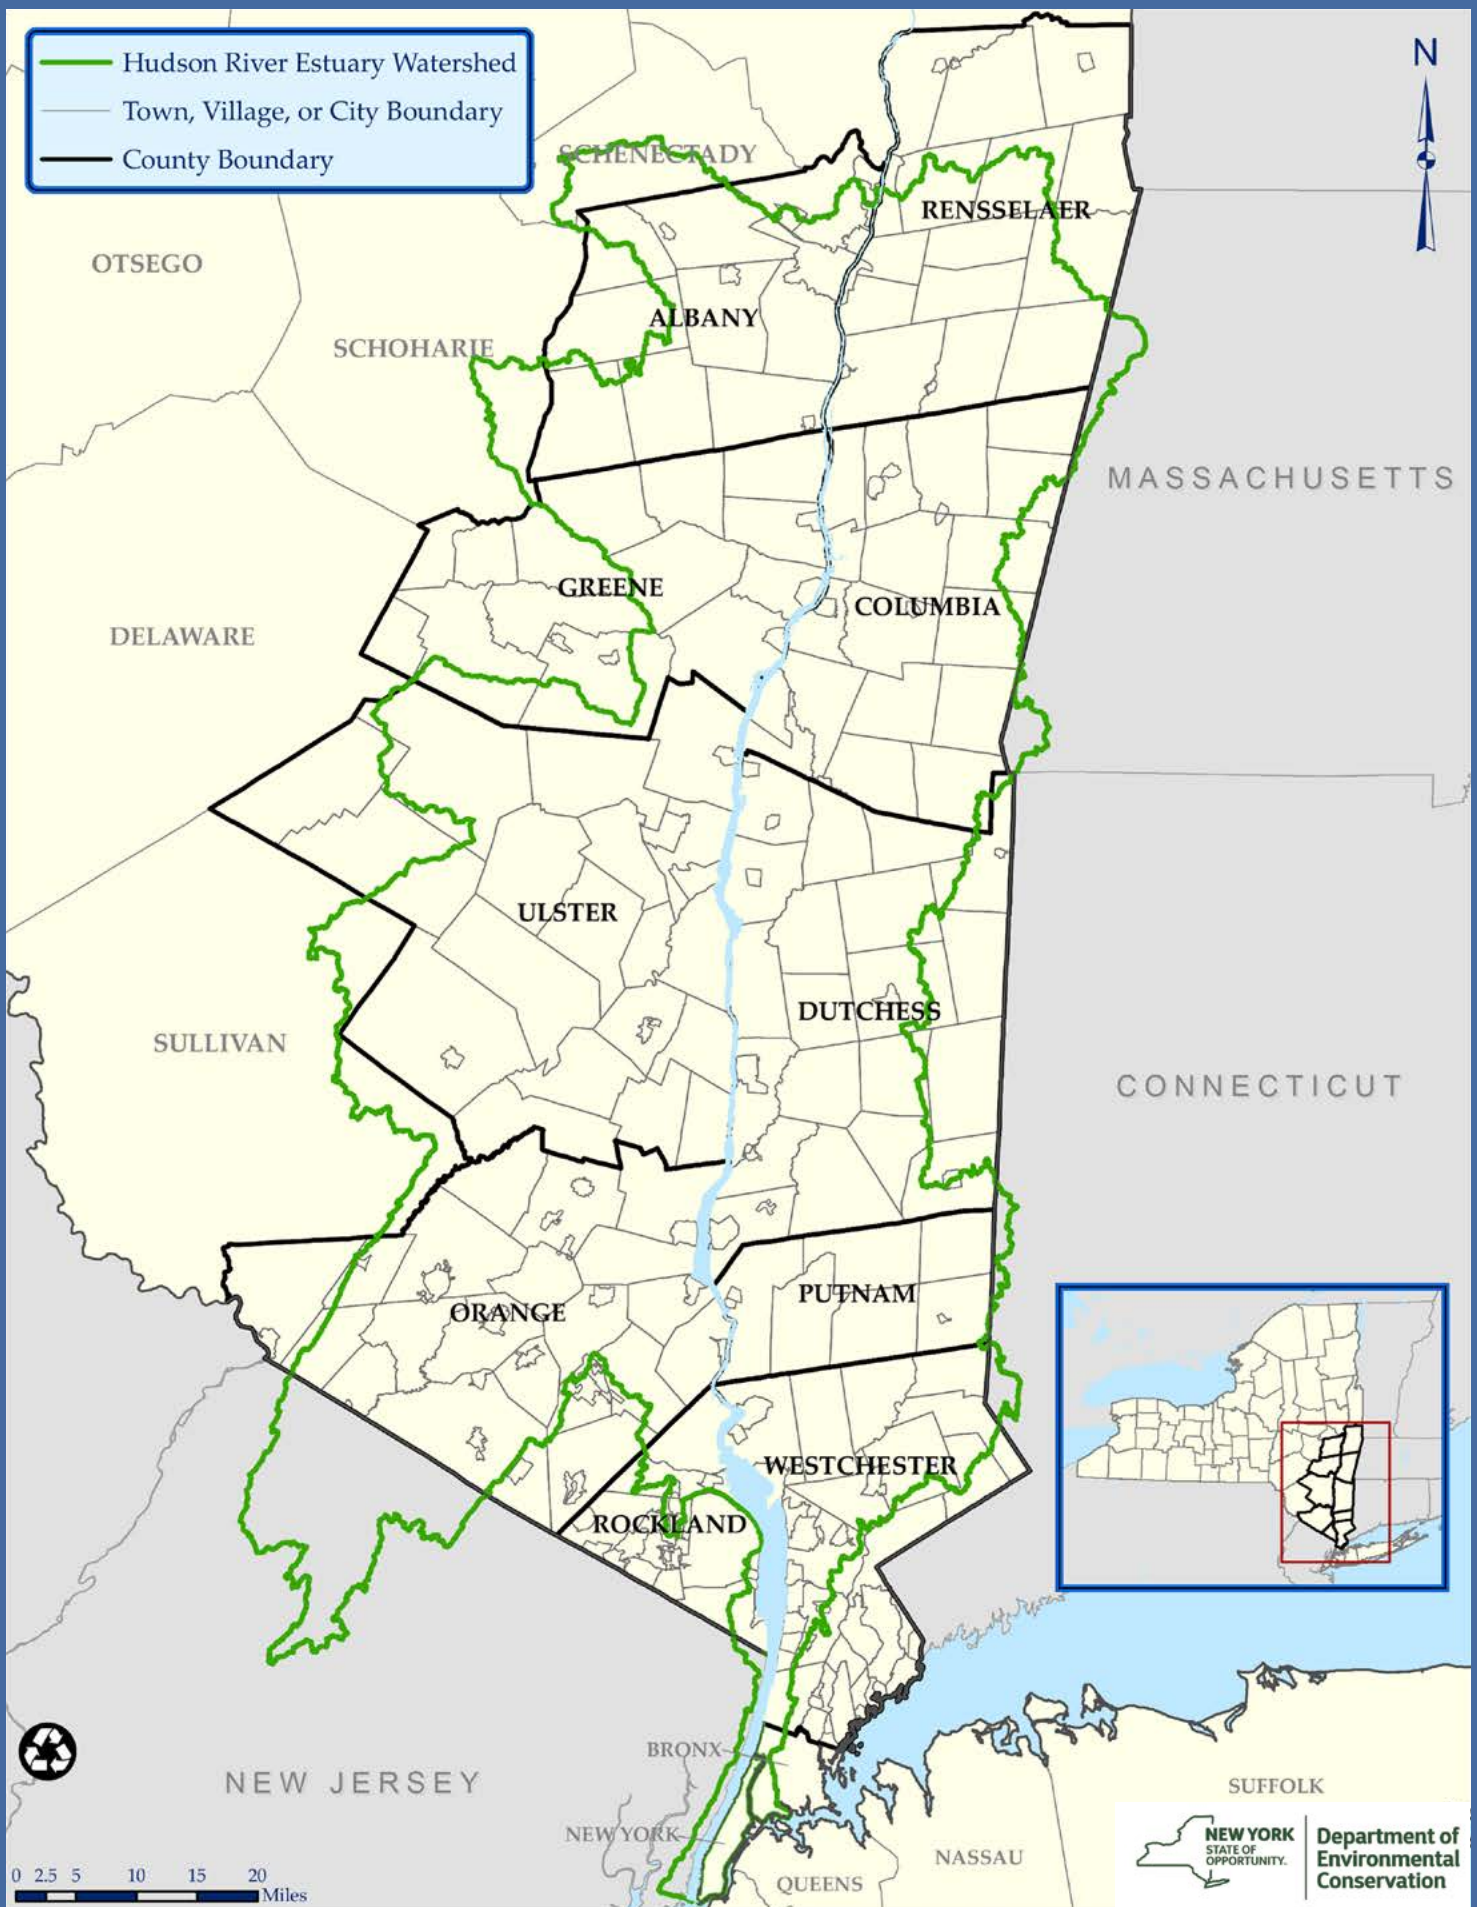 Hudson River Estuary Watershed
Town, Village, or City Boundary
County Boundary
N
SCHENECTADY
RENSSELAER
OTSEGO
ALBANY
SCHOHARIE
MASSACHUSETTS
GREENE
COLUMBIA
DELAWARE
ULSTER
DUTCHESS
SULLIVAN
CONNECTICUT
PUTNAM
ORANGE
WESTCHESTER
ROCKLAND
BRONX
NEW JERSEY
SUFFOLK
NEW YORK
NASSAU
QUEENS
0 2.5 5 10 15 20
Miles
NEW YORK
STATE OF
OPPORTUNITY.
Department of
Environmental
Conservation